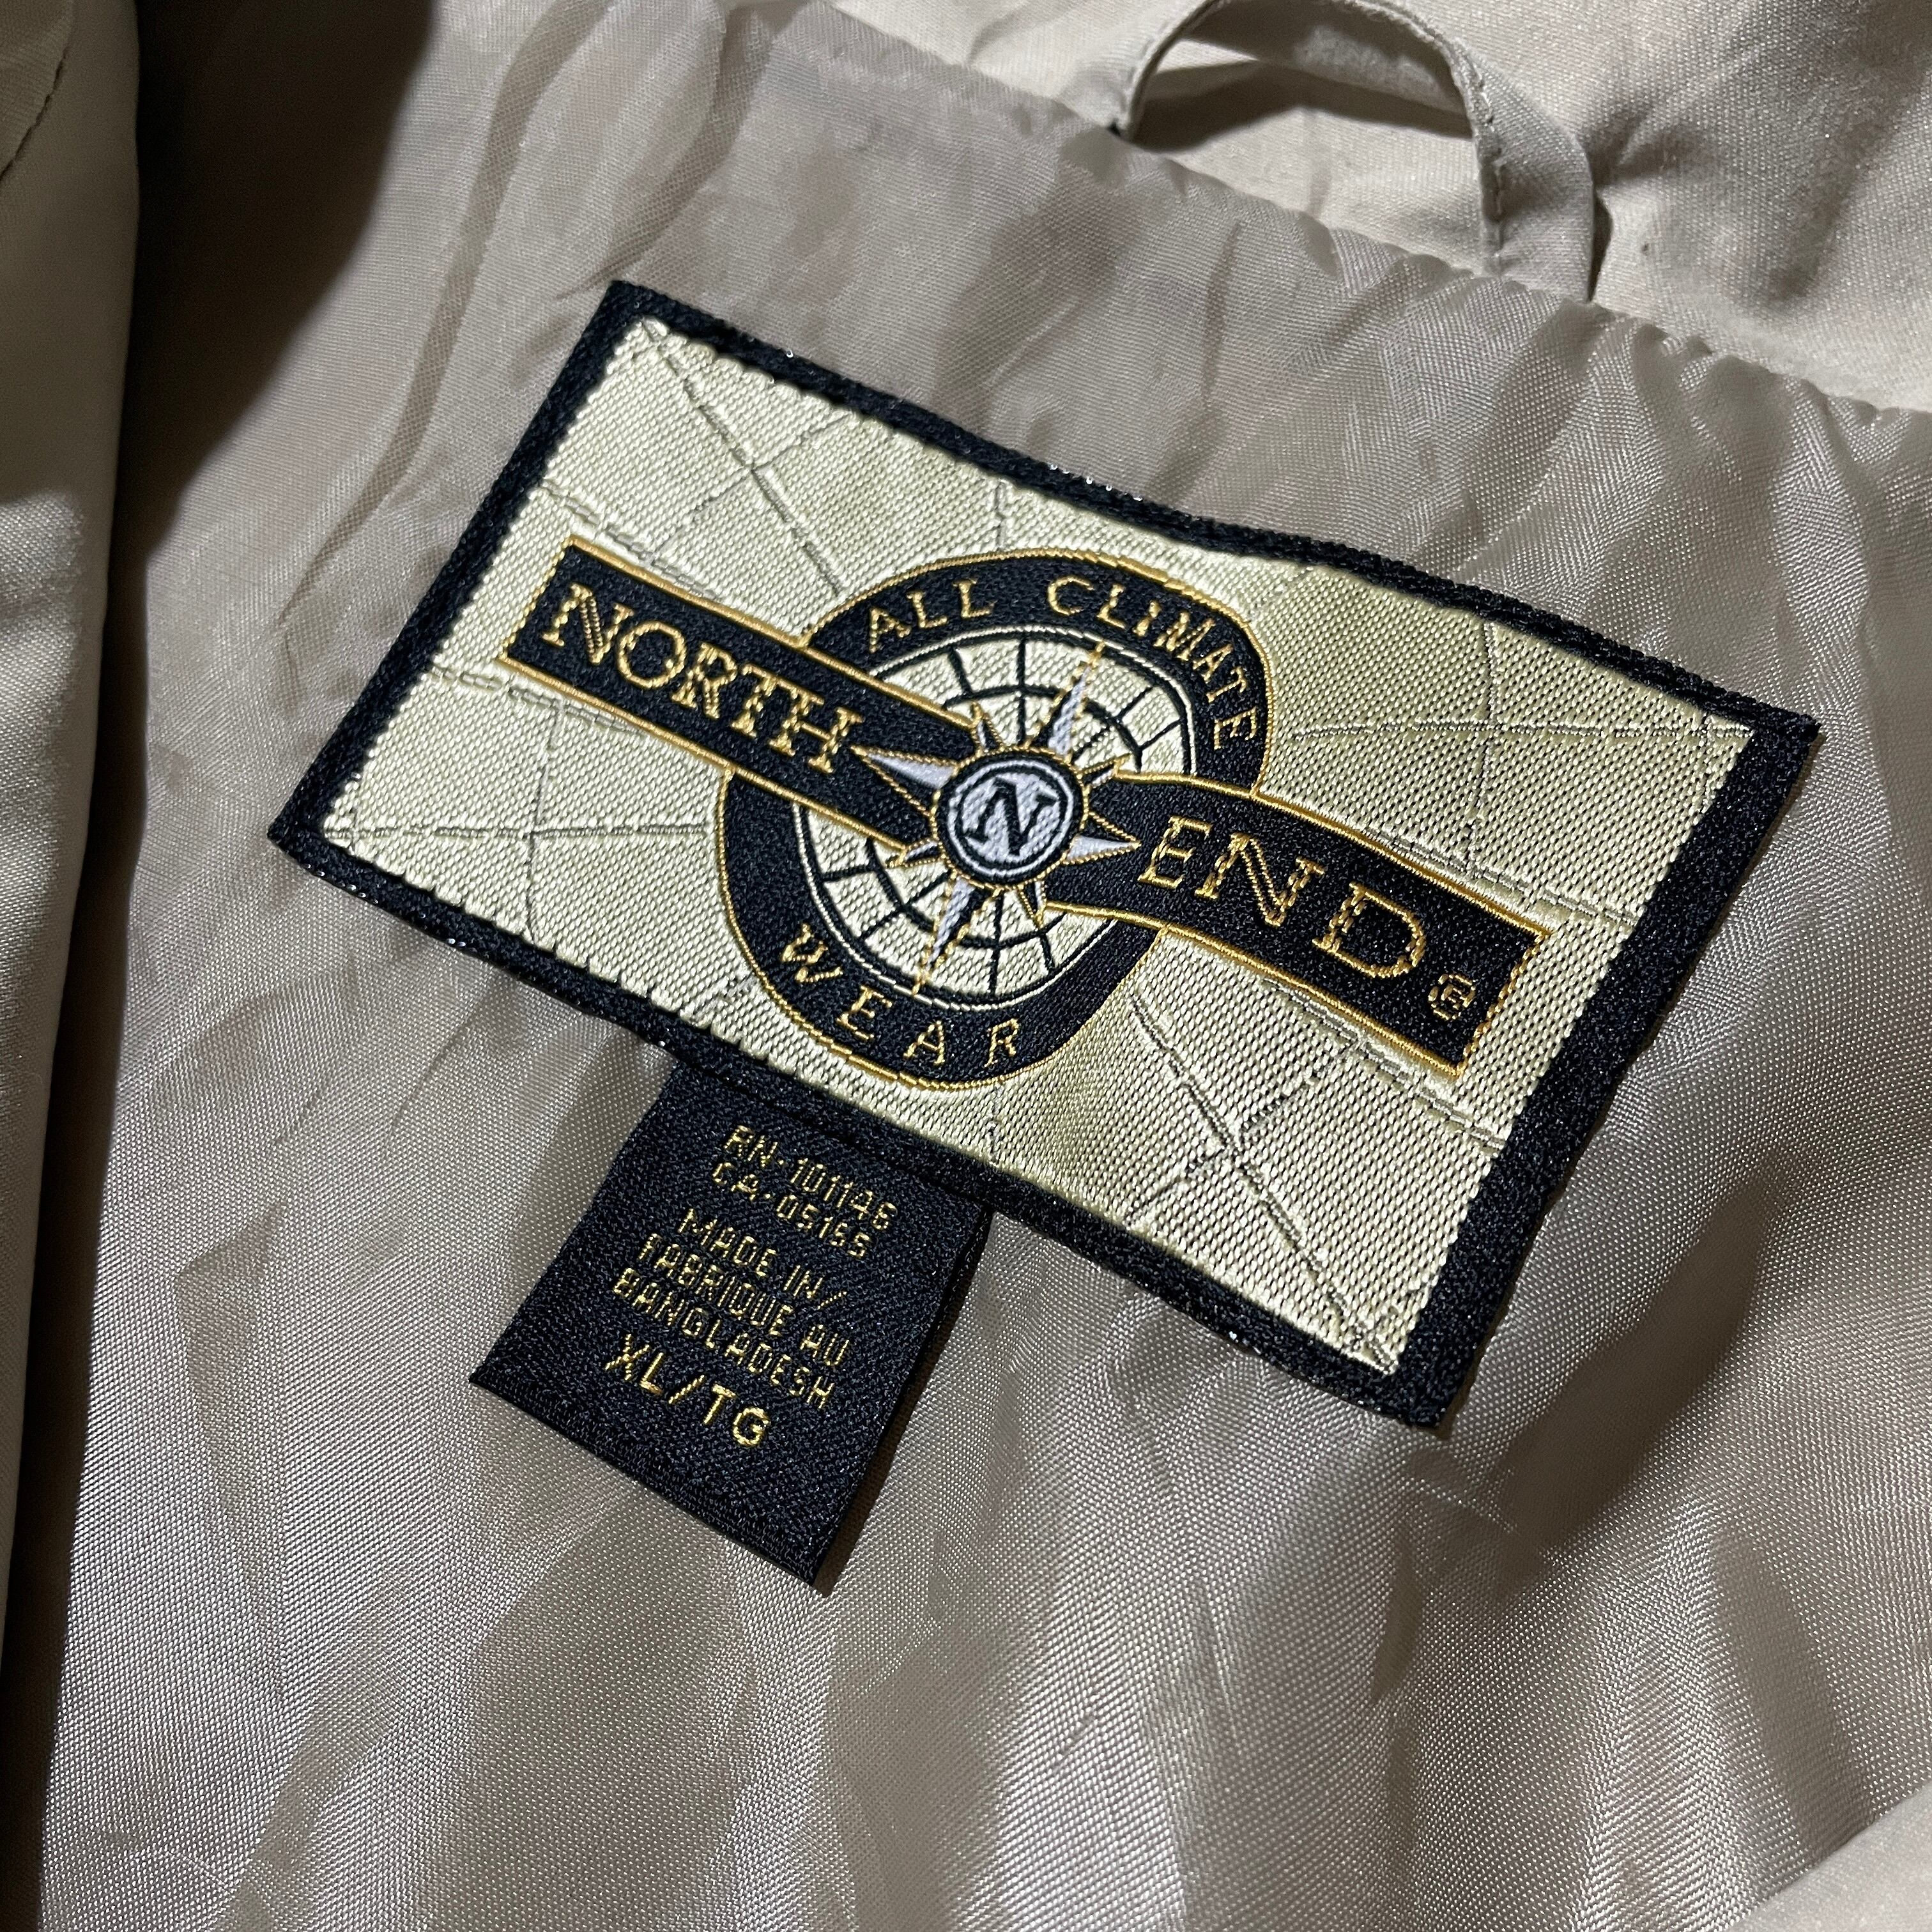 ALL CLIMATE
NORTH END®
N
WEAR
RN-101146
CA-05165
MADE IN/
FABRIQUE AU
BANGLADESH
XL/TG